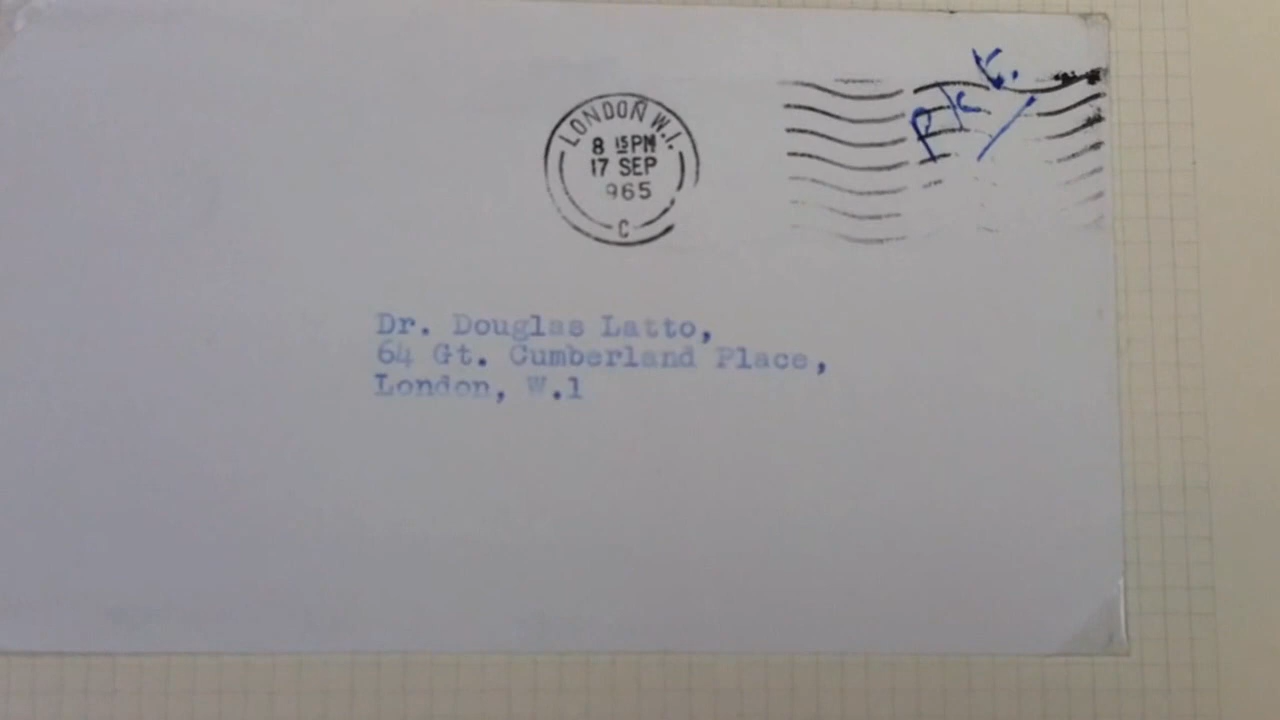 LONDON W.1.
8 15PM
17 SEP
965
C
Dr. Douglas Latto,
64 Gt. Cumberland Place,
London, W.1